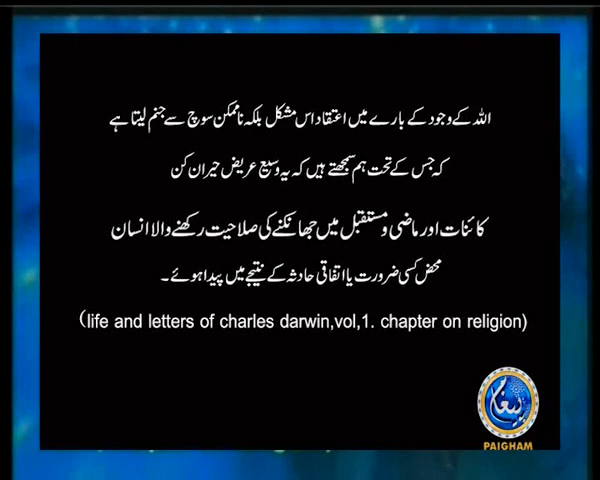 اللہ کے وجود کے بارے میں اعتقاد اس مشکل بلکہ ناممکن سوچ سے جنم لیتا ہے
کہ جس کے تحت ہم سمجھتے ہیں کہ یہ وسیع عریض حیران کن
کائنات اور ماضی و مستقبل میں جھانکنے کی صلاحیت رکھنے والا انسان
محض کسی ضرورت یا اتفاقی حادثہ کے نتیجے میں پیدا ہوئے۔
(life and letters of charles darwin,vol,1. chapter on religion)
پیغام
PAIGHAM